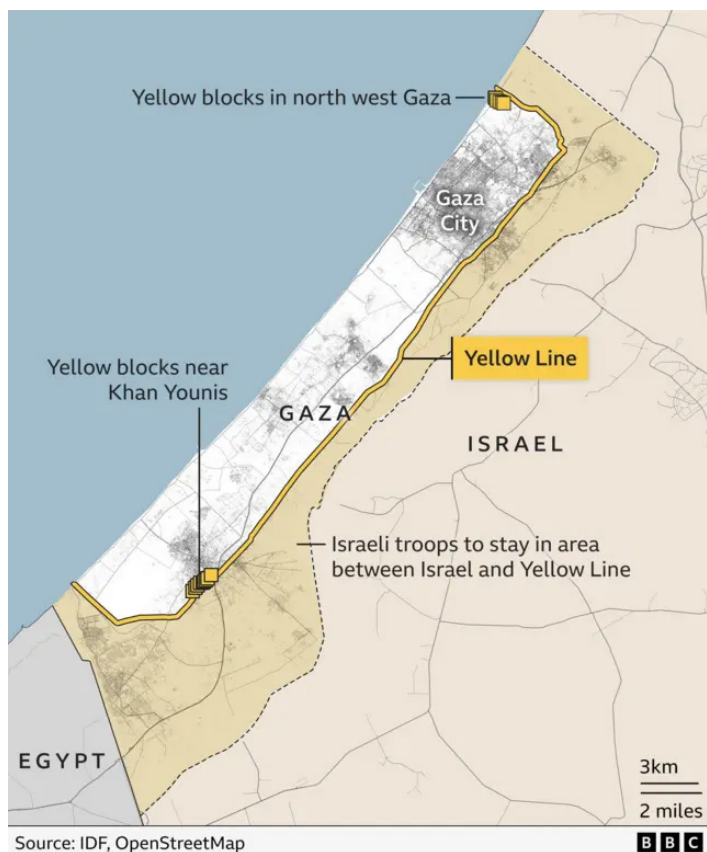 Yellow blocks in north west Gaza
Gaza
City
Yellow blocks near
Khan Younis
Yellow Line
GAZA
ISRAEL
Israeli troops to stay in area
between Israel and Yellow Line
EGYPT
3km
2 miles
Source: IDF, OpenStreetMap
BBC